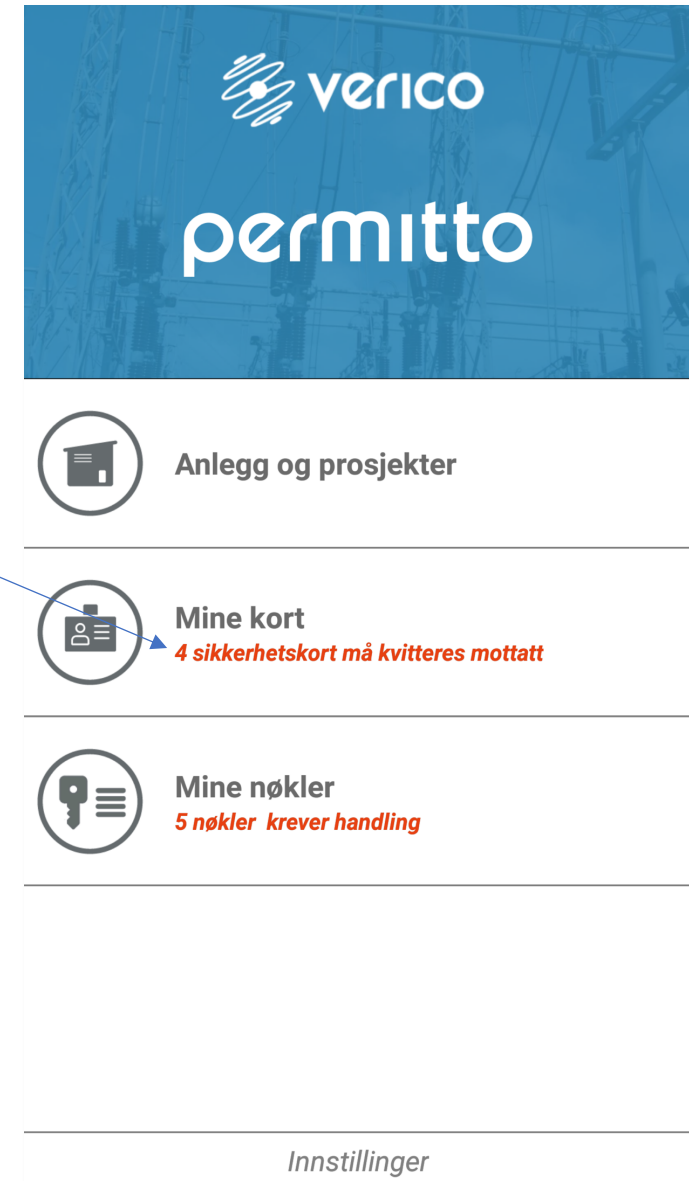 verico
permitto
Anlegg og prosjekter
Mine kort
4 sikkerhetskort må kvitteres mottatt
Mine nøkler
5 nøkler  krever handling
Innstillinger